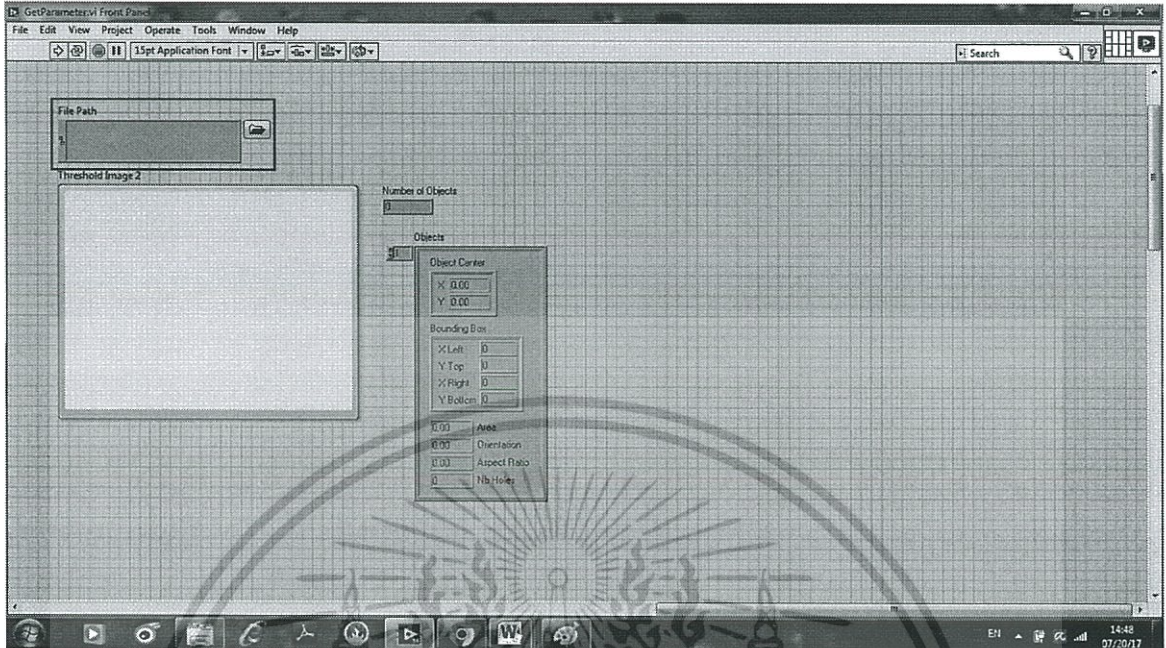 GetParameter.vi Front Panel
File Edit View Project Operate Tools Window Help
15pt Application Font
Search
File Path
Threshold Image 2
Number of Objects
0
Objects
Object Center
X 0.00
Y 0.00
Bounding Box
X Left 0
Y Top 0
X Right 0
Y Bottom 0
0.00 Area
0.00 Orientation
0.00 Aspect Ratio
0 Nb Holes
EN
14:48
07/20/17